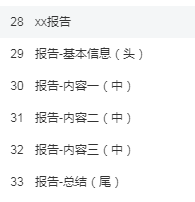 28 xx报告
29 报告-基本信息（头）
30 报告-内容一（中）
31 报告-内容二（中）
32 报告-内容三（中）
33 报告-总结（尾）